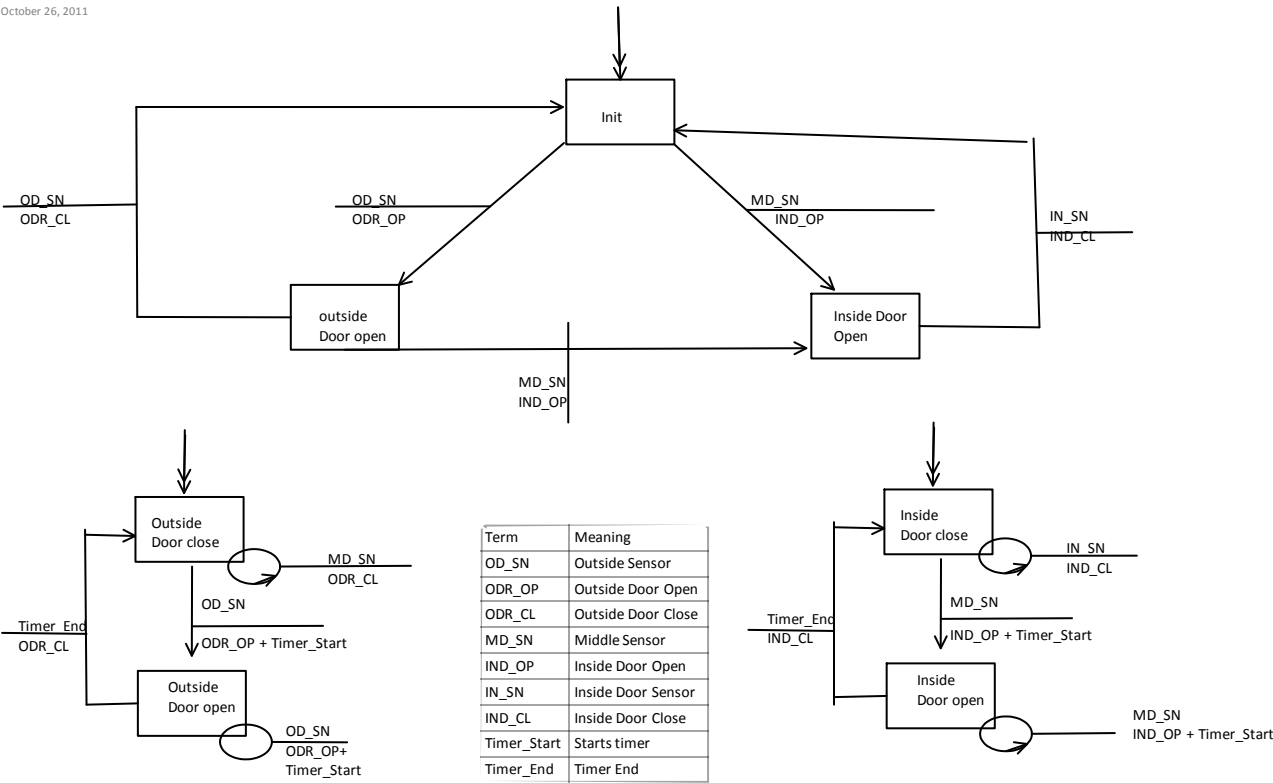 October 26, 2011
Init
OD_SN
ODR_CL
OD_SN
ODR_OP
MD_SN
IND_OP
IN_SN
IND_CL
outside
Door open
Inside Door
Open
MD_SN
IND_OP
Outside
Door close
MD_SN
ODR_CL
OD_SN
ODR_OP + Timer_Start
Timer_End
ODR_CL
Outside
Door open
OD_SN
ODR_OP+
Timer_Start
Term Meaning
OD_SN Outside Sensor
ODR_OP Outside Door Open
ODR_CL Outside Door Close
MD_SN Middle Sensor
IND_OP Inside Door Open
IN_SN Inside Door Sensor
IND_CL Inside Door Close
Timer_Start Starts timer
Timer_End Timer End
Inside
Door close
IN_SN
IND_CL
MD_SN
IND_OP + Timer_Start
Timer_End
IND_CL
Inside
Door open
MD_SN
IND_OP + Timer_Start